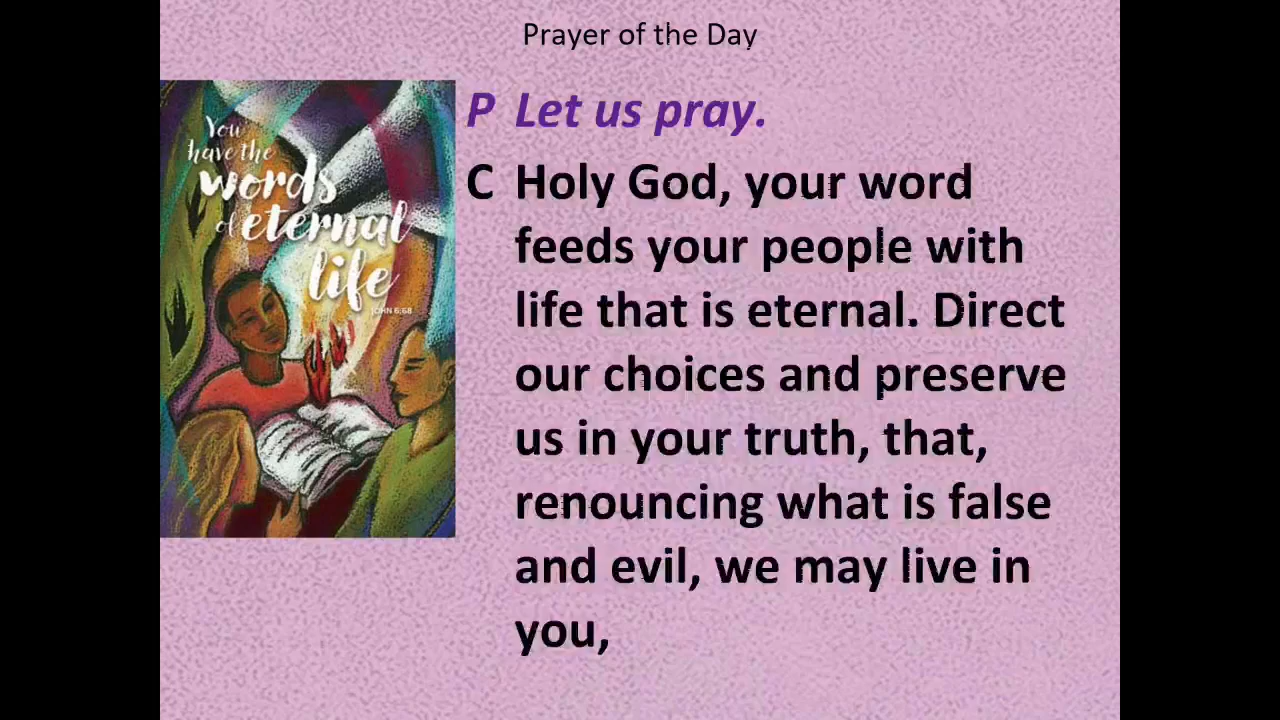 Prayer of the Day
You
have the
words
of eternal
life
JOHN 6:68
P Let us pray.
C Holy God, your word
feeds your people with
life that is eternal. Direct
our choices and preserve
us in your truth, that,
renouncing what is false
and evil, we may live in
you,